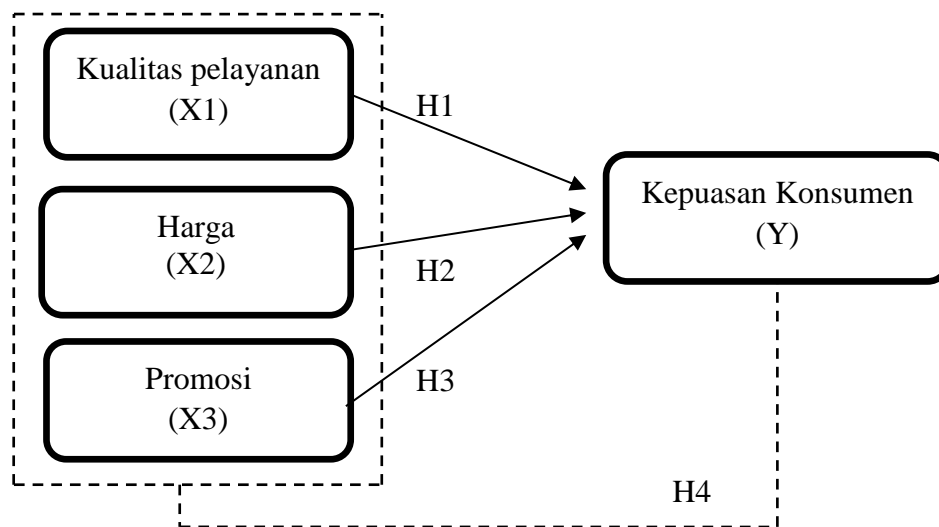 Kualitas pelayanan
(X1)
H1
Harga
(X2)
H2
Promosi
(X3)
H3
Kepuasan Konsumen
(Y)
H4